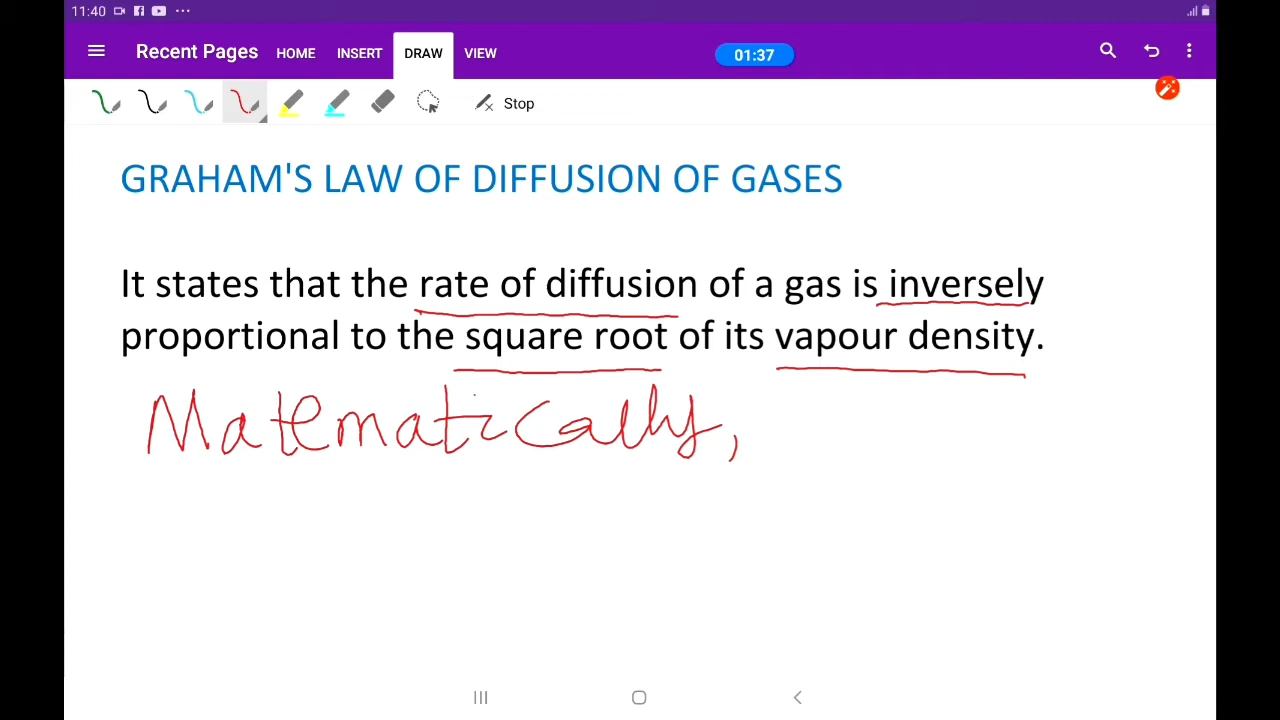 11:40
Recent Pages HOME INSERT DRAW VIEW 01:37
Stop
GRAHAM'S LAW OF DIFFUSION OF GASES
It states that the rate of diffusion of a gas is inversely
proportional to the square root of its vapour density.
Matematically,